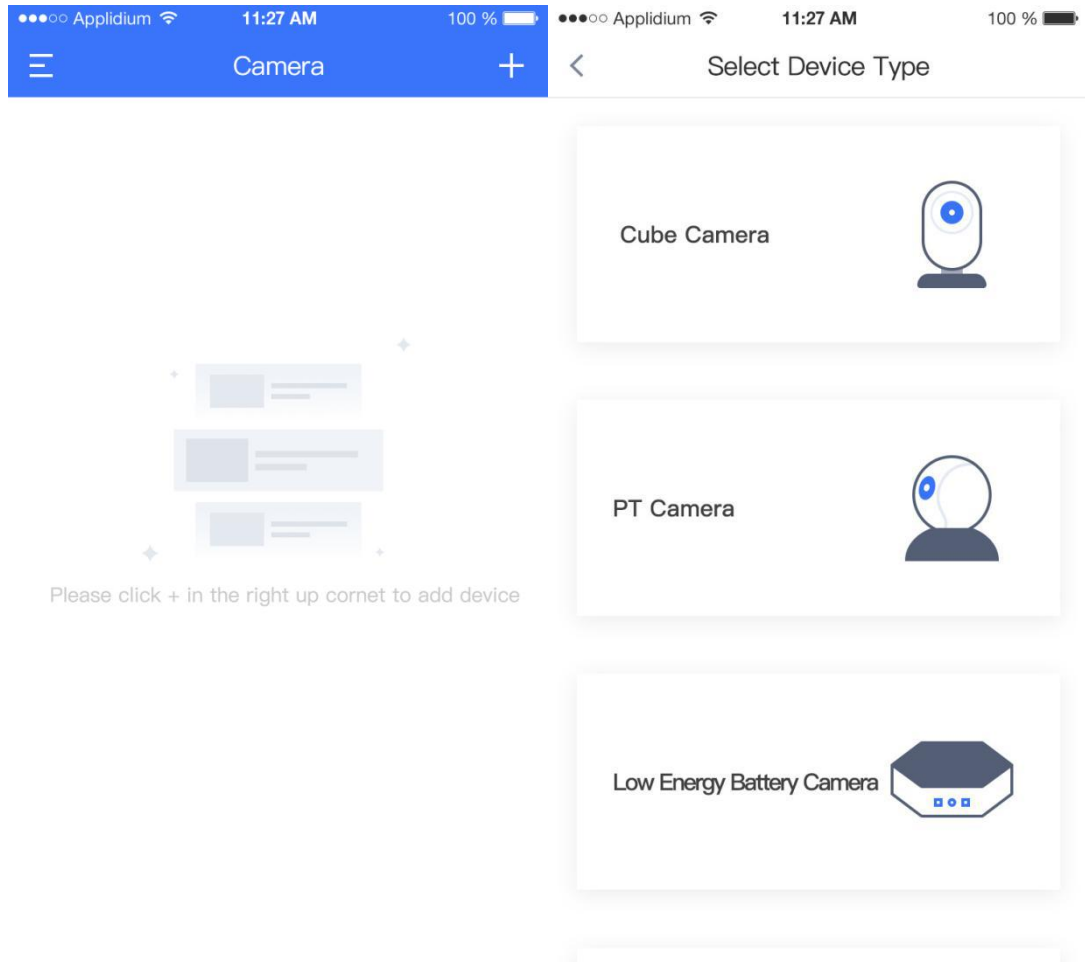 Applidium 11:27 AM 100 %
Camera
Please click + in the right up cornet to add device
Applidium 11:27 AM 100 %
Select Device Type
Cube Camera
PT Camera
Low Energy Battery Camera